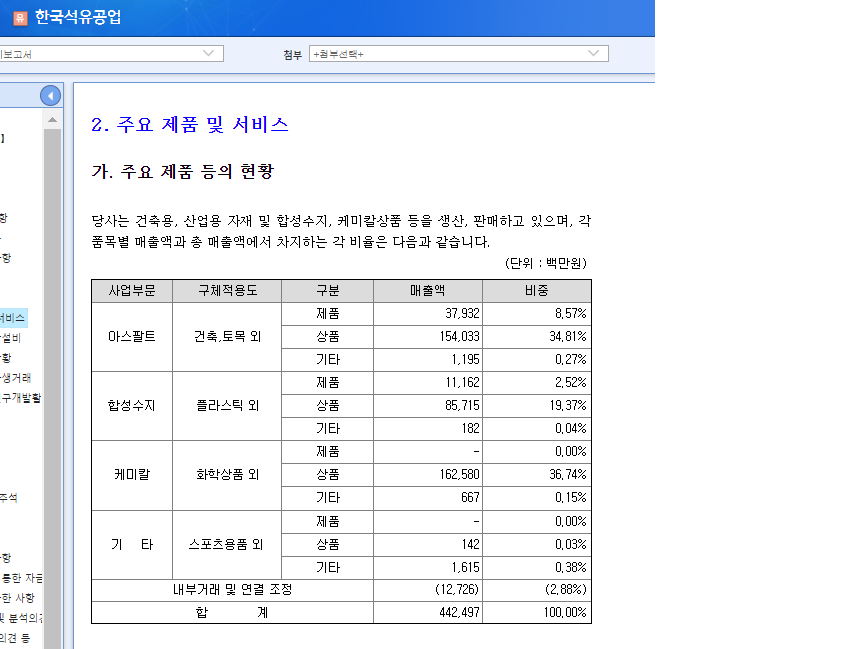 유 한국석유공업
보고서
첨부 +첨부선택+
2. 주요 제품 및 서비스
가. 주요 제품 등의 현황
당사는 건축용, 산업용 자재 및 합성수지, 케미칼상품 등을 생산, 판매하고 있으며, 각
품목별 매출액과 총 매출액에서 차지하는 각 비율은 다음과 같습니다.
(단위 : 백만원)
사업부문 구체적용도 구분 매출액 비중
아스팔트 건축,토목 외 제품 37,932 8.57%
상품 154,033 34.81%
기타 1,195 0.27%
합성수지 플라스틱 외 제품 11,162 2.52%
상품 85,715 19.37%
기타 182 0.04%
케미칼 화학상품 외 제품 - 0.00%
상품 162,580 36.74%
기타 667 0.15%
기 타 스포츠용품 외 제품 - 0.00%
상품 142 0.03%
기타 1,615 0.38%
내부거래 및 연결 조정 (12,726) (2.88%)
합 계 442,497 100.00%
】
황
항
서비스
설비
황
생거래
구개발활
주석
항
통한 자금
한 사항
및 분석의견
의견 등